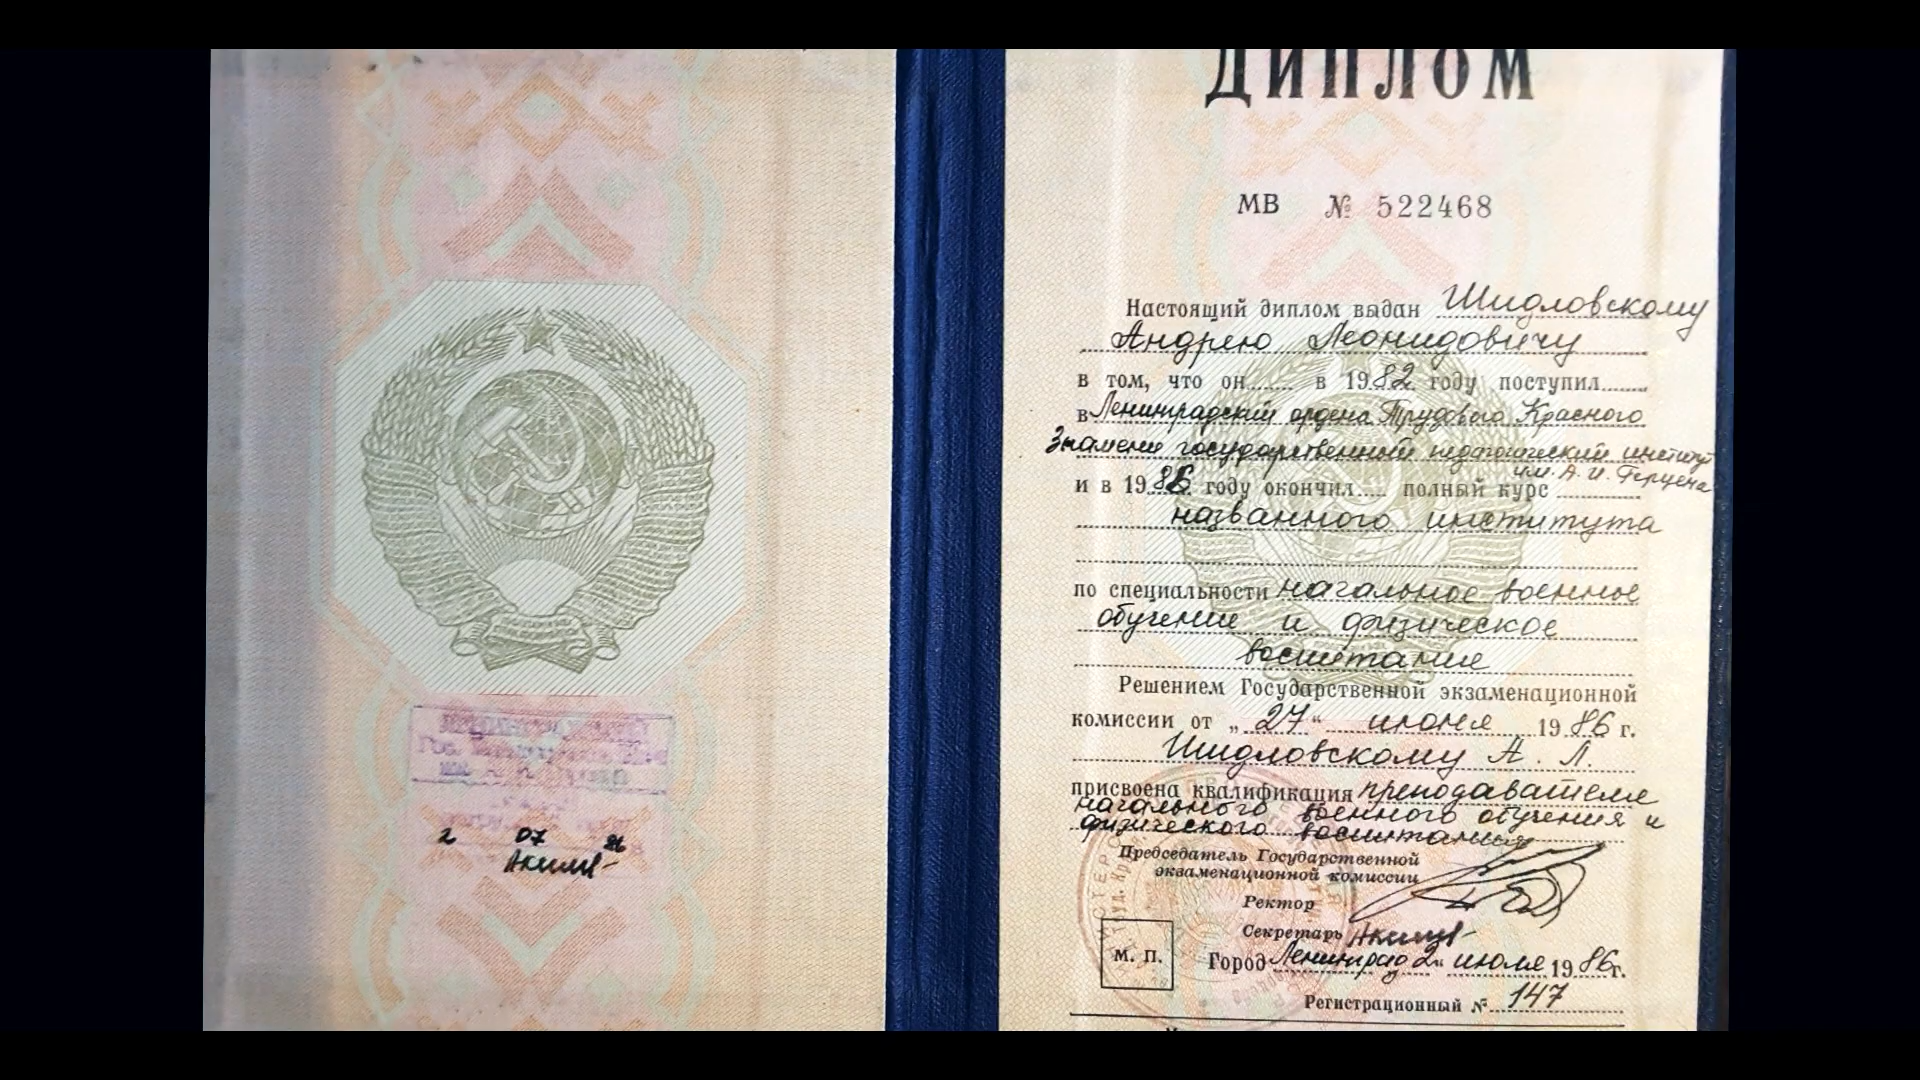 2 07 86
ДИПЛОМ
МВ № 522468
Настоящий диплом выдан Шидловскому
Андрею Леонидовичу
в том, что он в 1982 году поступил
в Ленинградский ордена Трудового Красного
Знамени государственный педагогический институт
им. А. И. Герцена
и в 1986 году окончил полный курс
названного института
по специальности начальное военное
обучение и физическое
воспитание
Решением Государственной экзаменационной
комиссии от „27“ июня 1986 г.
Шидловскому А. Л.
присвоена квалификация преподавателя
начального военного обучения и
физического воспитания
Председатель Государственной
экзаменационной комиссии
Ректор
Секретарь
М. П.
Город Ленинград 2 июля 1986 г.
Регистрационный № 147